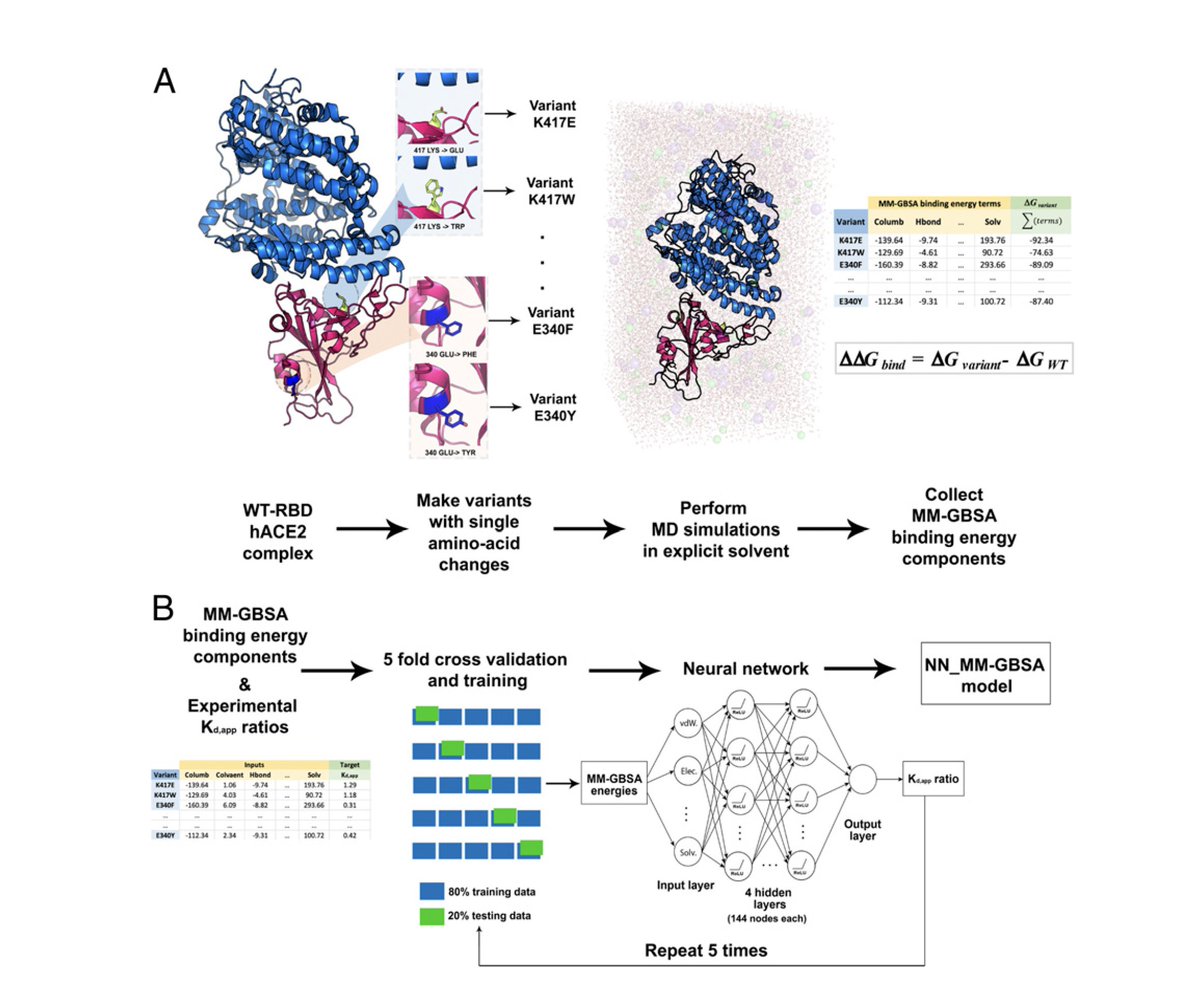 A
Variant
K417E
417 LYS -> GLU
Variant
K417W
417 LYS -> TRP
.
.
.
Variant
E340F
340 GLU-> PHE
Variant
E340Y
340 GLU-> TYR
MM-GBSA binding energy terms ΔG variant
Variant Columb Hbond ... Solv ∑(terms)
K417E -139.64 -9.74 ... 193.76 -92.34
K417W -129.69 -4.61 ... 90.72 -74.63
E340F -160.39 -8.82 ... 293.66 -89.09
... ... ... ... ...
... ... ... ... ...
E340Y -112.34 -9.31 ... 100.72 -87.40
ΔΔG bind = ΔG variant- ΔG WT
WT-RBD
hACE2
complex
Make variants
with single
amino-acid
changes
Perform
MD simulations
in explicit solvent
Collect
MM-GBSA
binding energy
components
B
MM-GBSA
binding energy
components
&
Experimental
Kd,app ratios
5 fold cross validation
and training
Neural network
NN_MM-GBSA
model
Inputs Target
Variant Columb Colvaent Hbond ... Solv Kd,app
K417E -139.64 1.06 -9.74 ... 193.76 1.29
K417W -129.69 4.03 -4.61 ... 90.72 1.18
E340F -160.39 6.09 -8.82 ... 293.66 0.31
... ... ... ... ... ...
... ... ... ... ... ...
E340Y -112.34 2.34 -9.31 ... 100.72 0.42
80% training data
20% testing data
MM-GBSA
energies
vdW.
Elec.
Solv.
Input layer
ReLU
ReLU
ReLU
ReLU
ReLU
ReLU
ReLU
ReLU
4 hidden
layers
(144 nodes each)
Output
layer
Kd,app ratio
Repeat 5 times